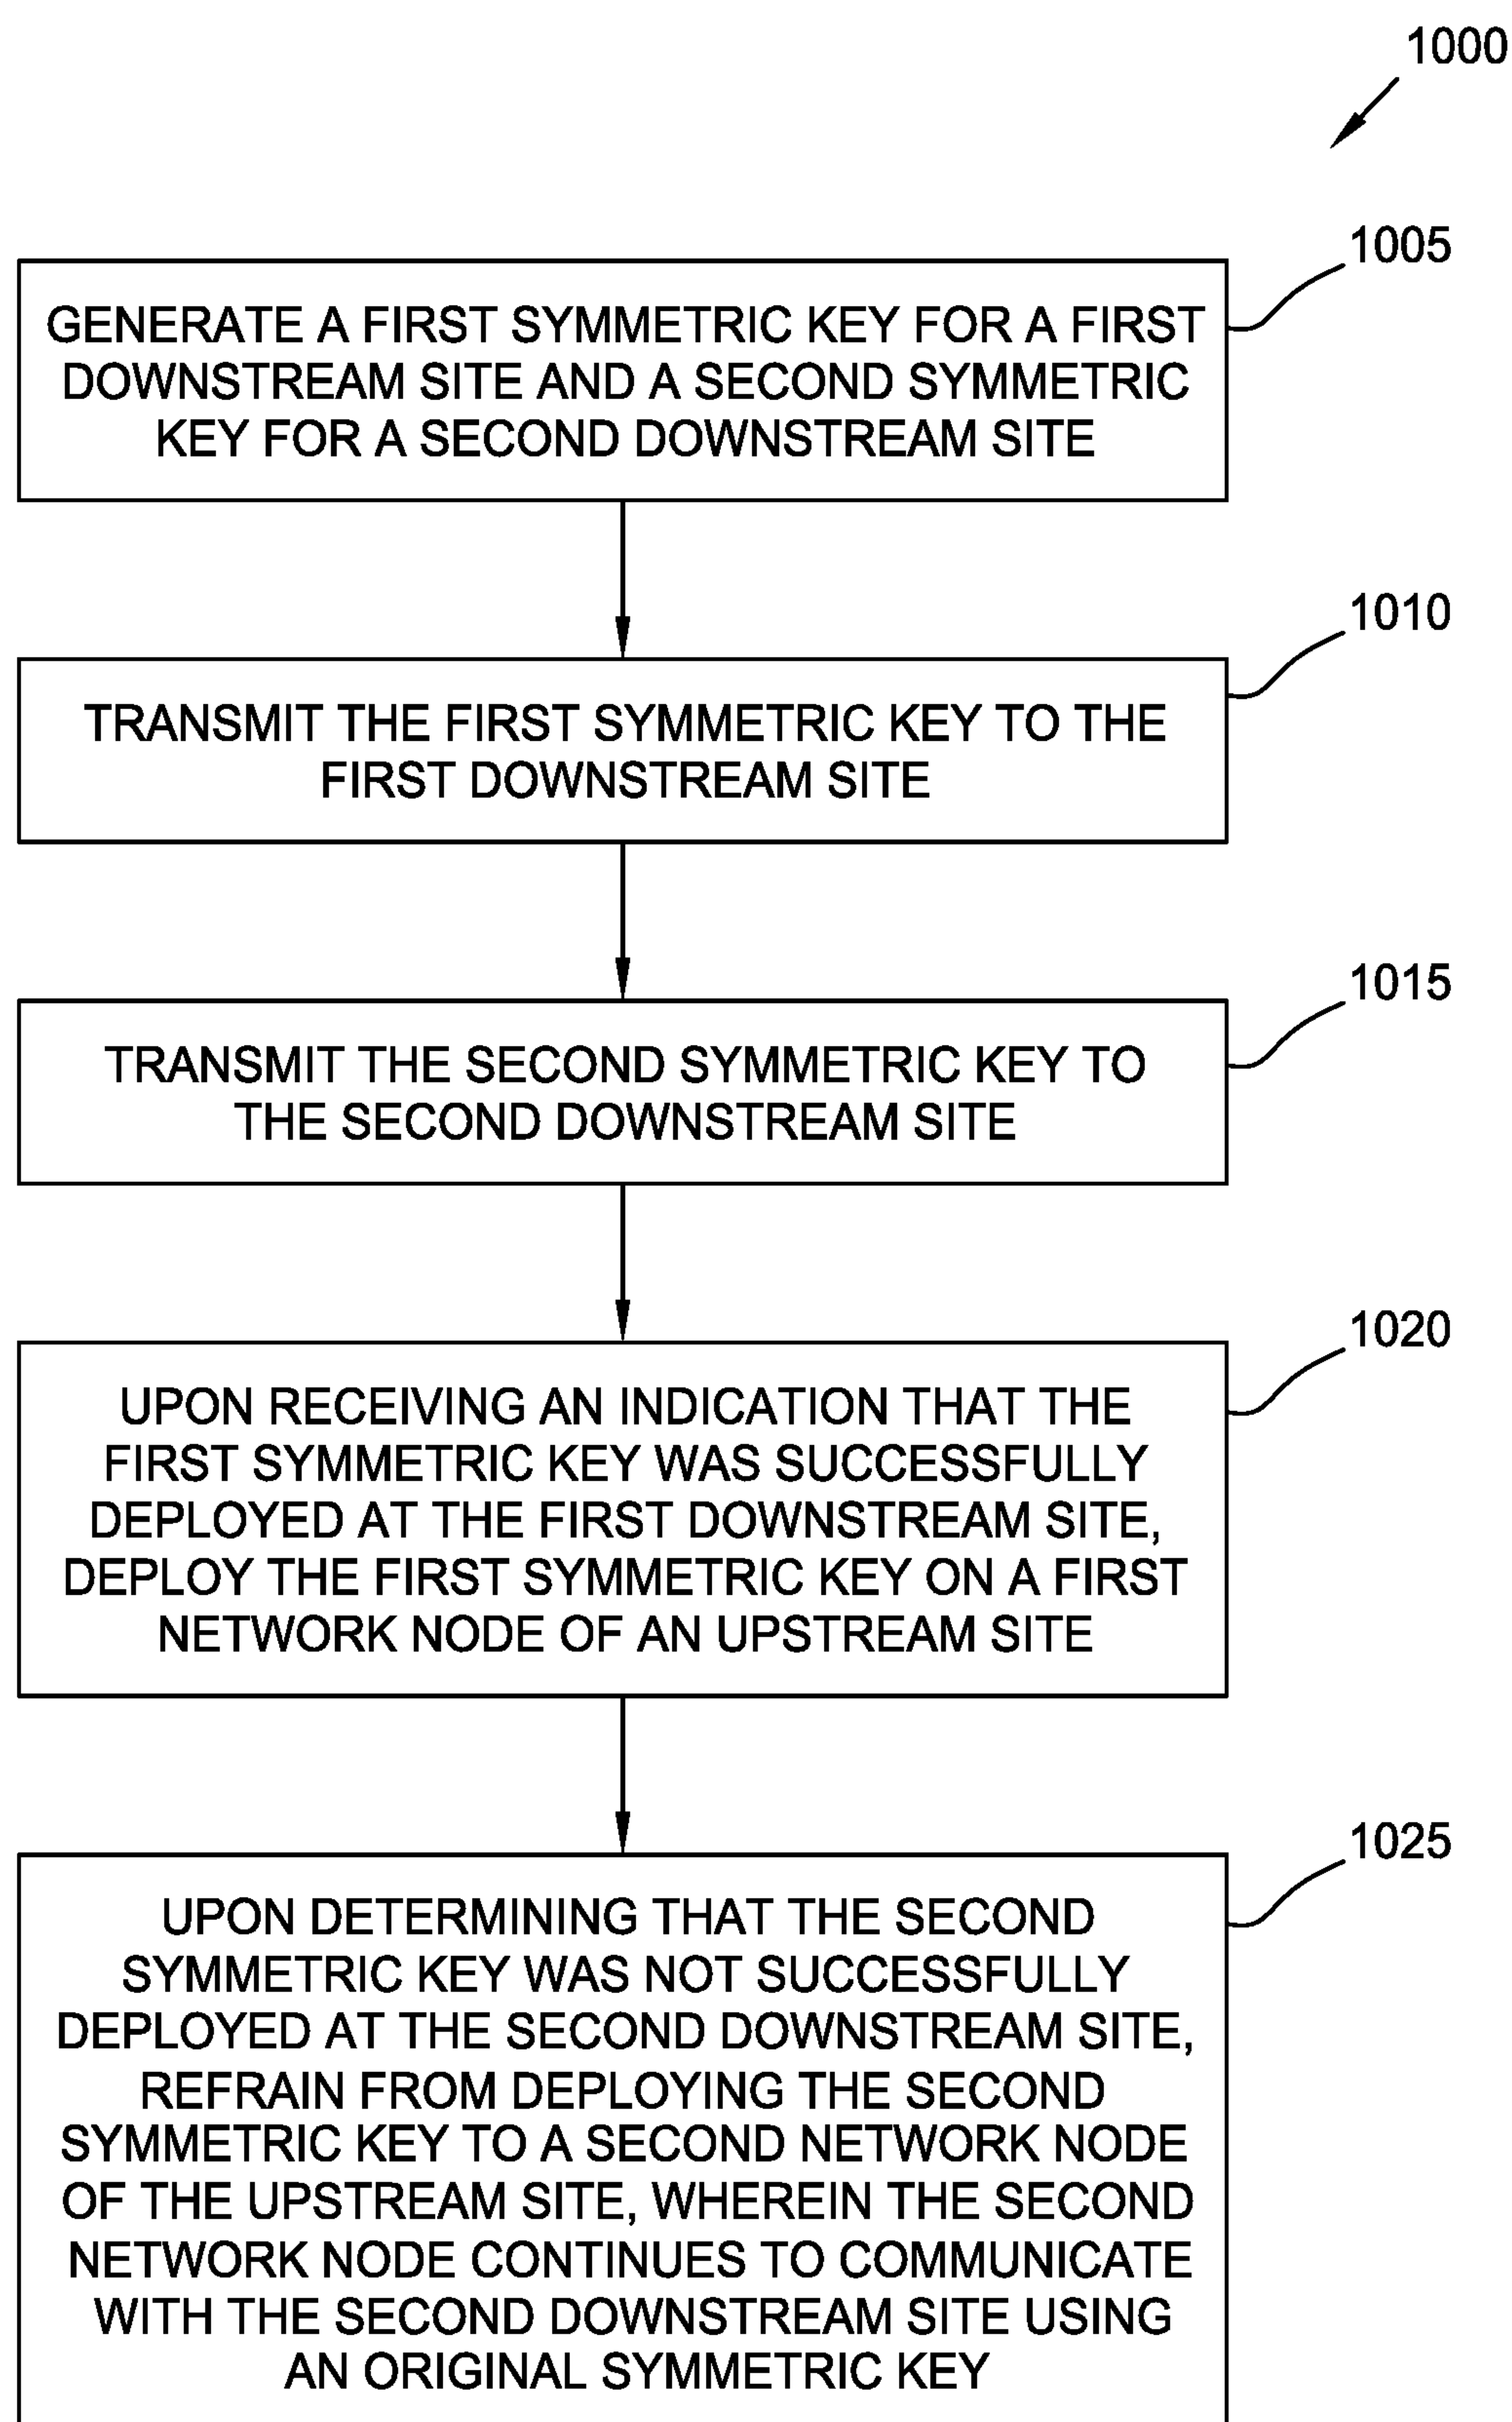 1000
1005
GENERATE A FIRST SYMMETRIC KEY FOR A FIRST
DOWNSTREAM SITE AND A SECOND SYMMETRIC
KEY FOR A SECOND DOWNSTREAM SITE
1010
TRANSMIT THE FIRST SYMMETRIC KEY TO THE
FIRST DOWNSTREAM SITE
1015
TRANSMIT THE SECOND SYMMETRIC KEY TO
THE SECOND DOWNSTREAM SITE
1020
UPON RECEIVING AN INDICATION THAT THE
FIRST SYMMETRIC KEY WAS SUCCESSFULLY
DEPLOYED AT THE FIRST DOWNSTREAM SITE,
DEPLOY THE FIRST SYMMETRIC KEY ON A FIRST
NETWORK NODE OF AN UPSTREAM SITE
1025
UPON DETERMINING THAT THE SECOND
SYMMETRIC KEY WAS NOT SUCCESSFULLY
DEPLOYED AT THE SECOND DOWNSTREAM SITE,
REFRAIN FROM DEPLOYING THE SECOND
SYMMETRIC KEY TO A SECOND NETWORK NODE
OF THE UPSTREAM SITE, WHEREIN THE SECOND
NETWORK NODE CONTINUES TO COMMUNICATE
WITH THE SECOND DOWNSTREAM SITE USING
AN ORIGINAL SYMMETRIC KEY